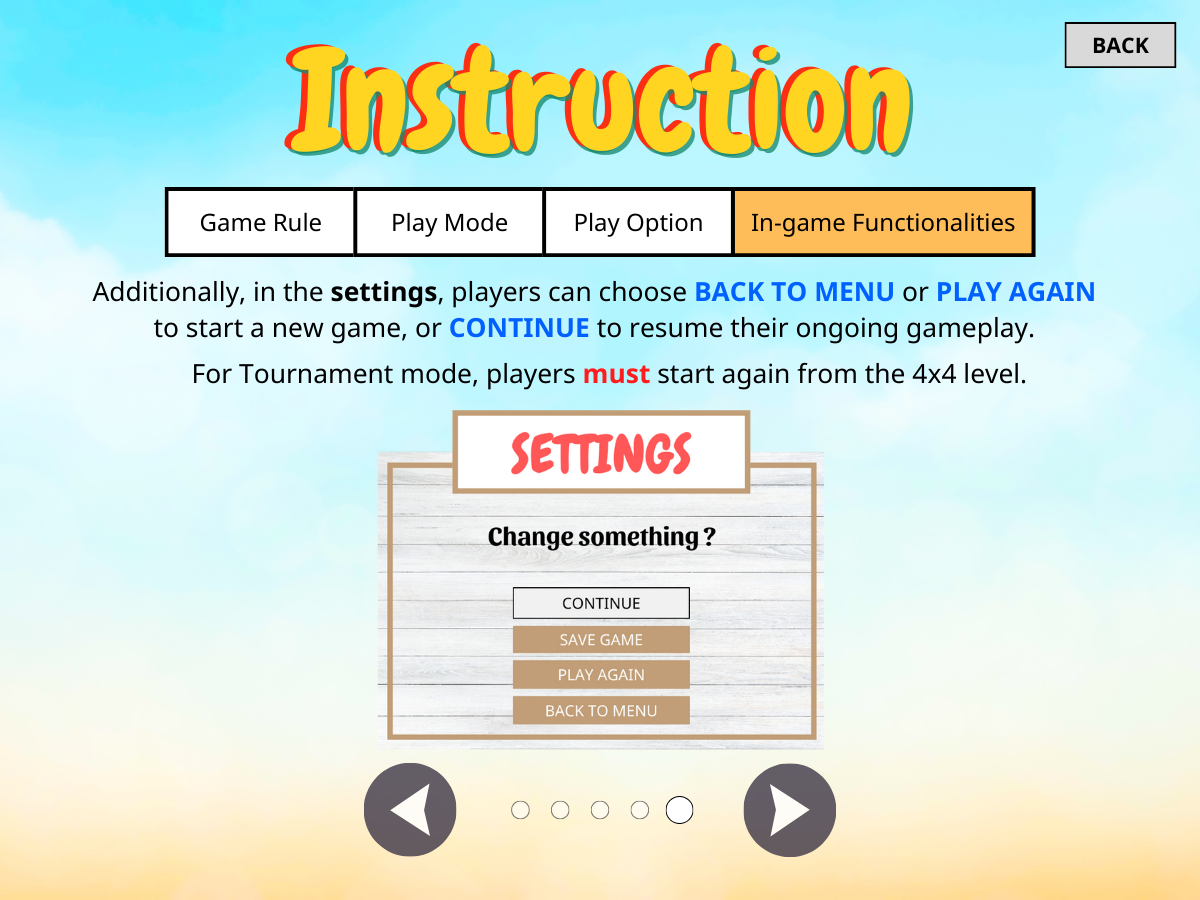 BACK
Instruction
Game Rule
Play Mode
Play Option
In-game Functionalities
Additionally, in the settings, players can choose BACK TO MENU or PLAY AGAIN
to start a new game, or CONTINUE to resume their ongoing gameplay.
For Tournament mode, players must start again from the 4x4 level.
SETTINGS
Change something ?
CONTINUE
SAVE GAME
PLAY AGAIN
BACK TO MENU